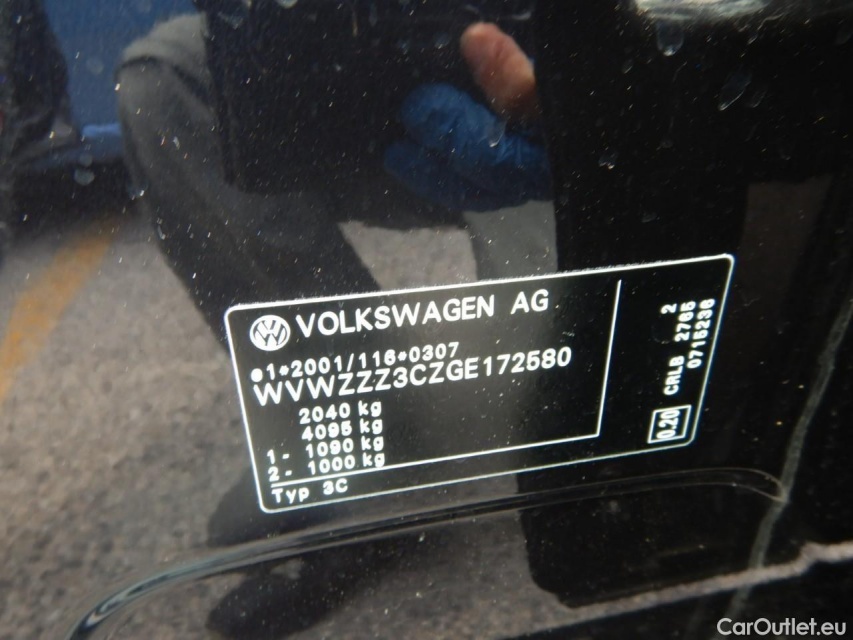 VOLKSWAGEN AG
e1*2001/116*0307
WVWZZZ3CZGE172580
2040 kg
4095 kg
1- 1090 kg
2- 1000 kg
Typ 3C
2
CRLB 2765
0715236
0.20
CarOutlet.eu